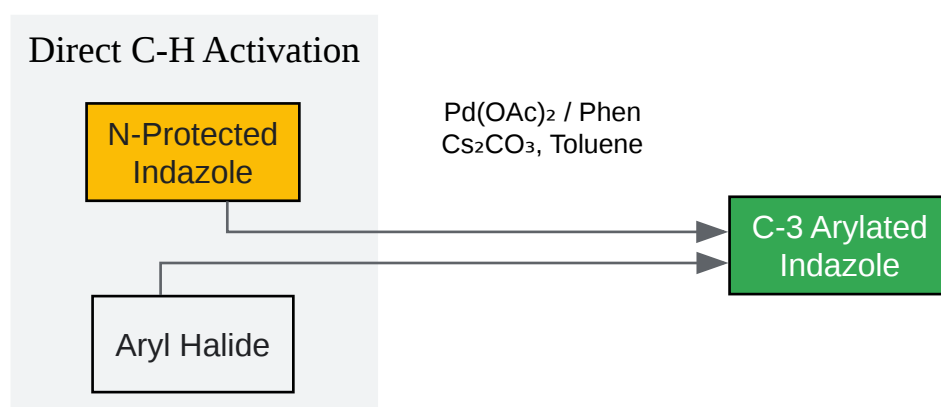 Direct C-H Activation
N-Protected
Indazole
Pd(OAc)₂ / Phen
Cs₂CO₃, Toluene
C-3 Arylated
Indazole
Aryl Halide